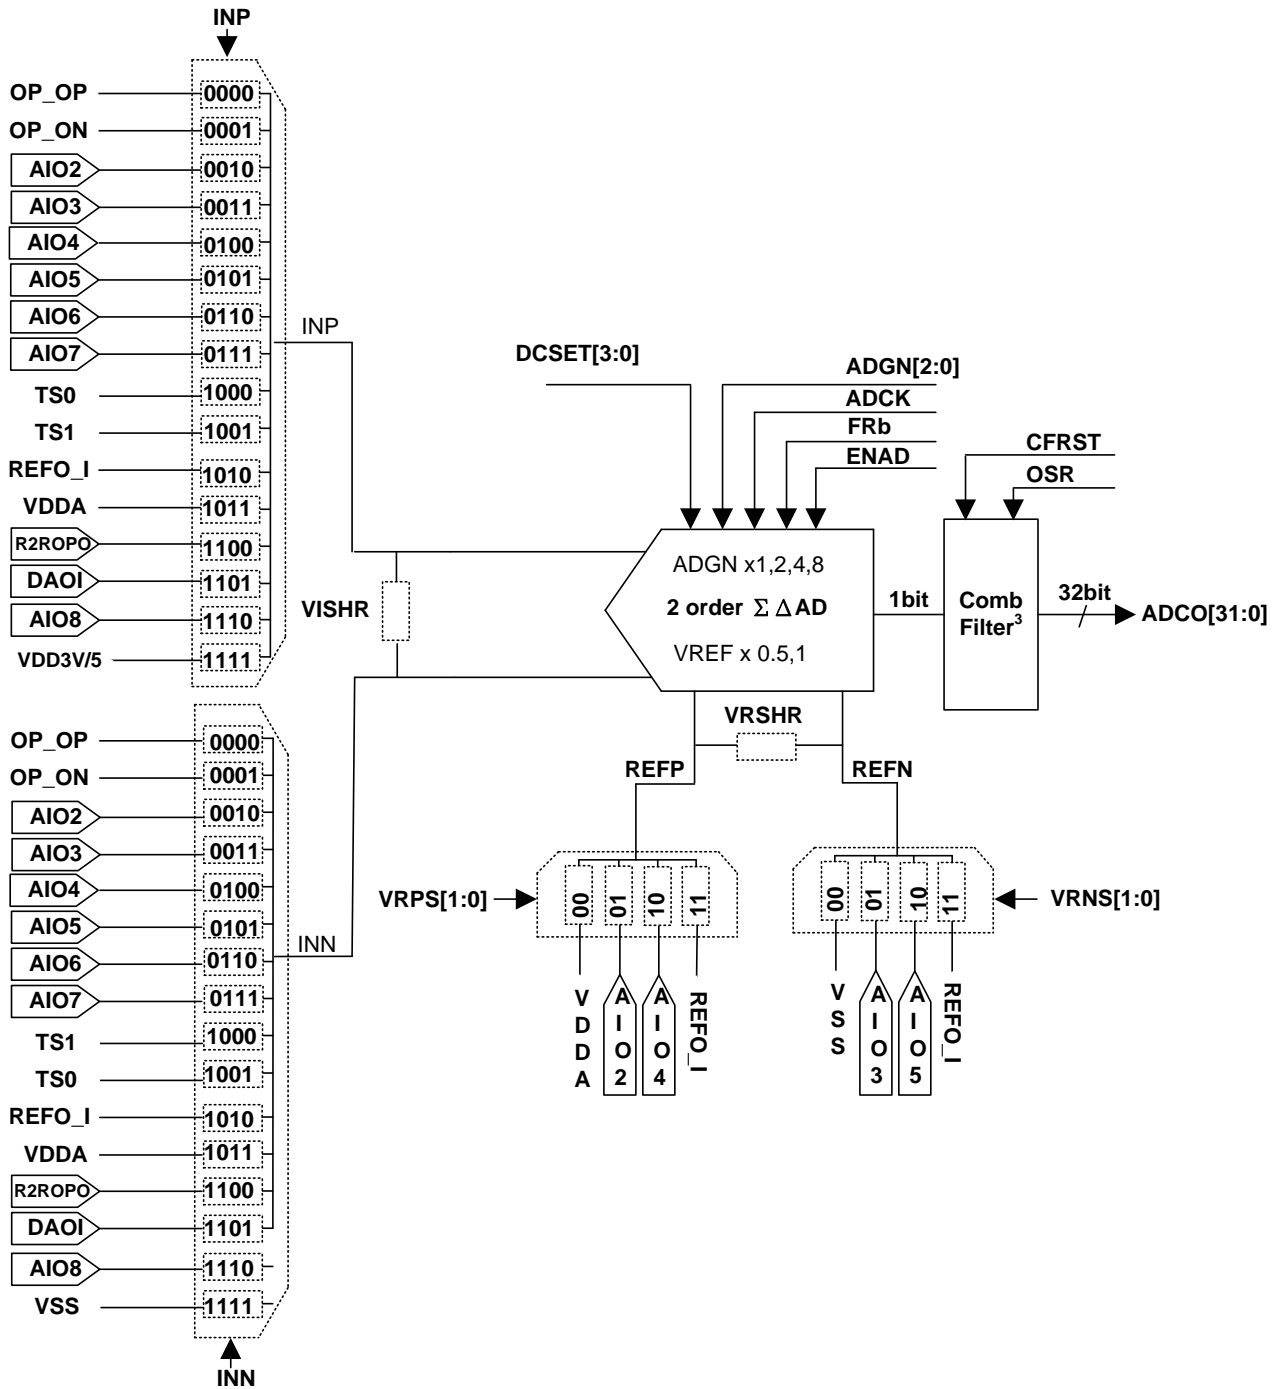 INP
OP_OP 0000
OP_ON 0001
AIO2 0010
AIO3 0011
AIO4 0100
AIO5 0101
AIO6 0110
AIO7 0111
TS0 1000
TS1 1001
REFO_I 1010
VDDA 1011
R2ROPO 1100
DAOI 1101
AIO8 1110
VDD3V/5 1111
INP
VISHR
DCSET[3:0]
ADGN[2:0]
ADCK
FRb
ENAD
CFRST
OSR
ADGN x1,2,4,8
2 order Σ Δ AD
VREF x 0.5,1
1bit
Comb
Filter³
32bit
ADCO[31:0]
VRSHR
REFP
REFN
VRPS[1:0]
00 01 10 11
VDDA AIO2 AIO4 REFO_I
00 01 10 11
VRNS[1:0]
VSS AIO3 AIO5 REFO_I
OP_OP 0000
OP_ON 0001
AIO2 0010
AIO3 0011
AIO4 0100
AIO5 0101
AIO6 0110
AIO7 0111
TS1 1000
TS0 1001
REFO_I 1010
VDDA 1011
R2ROPO 1100
DAOI 1101
AIO8 1110
VSS 1111
INN
INN